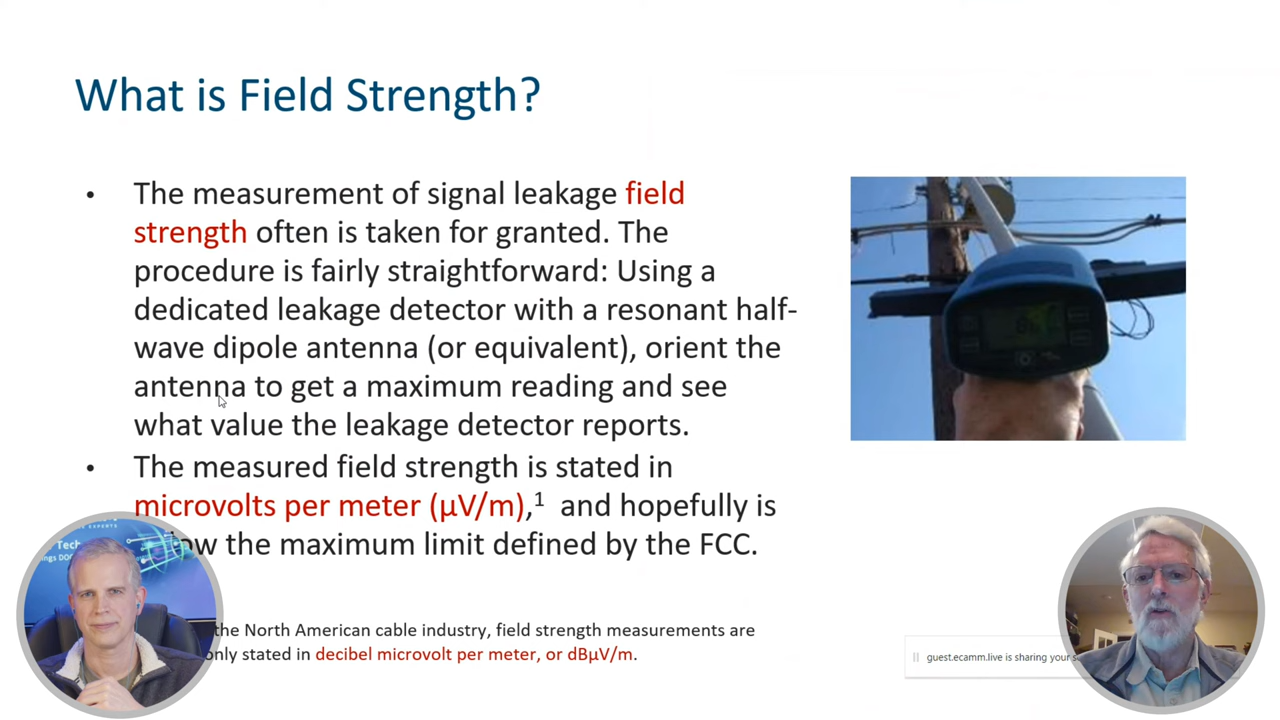 What is Field Strength?
• The measurement of signal leakage field
strength often is taken for granted. The
procedure is fairly straightforward: Using a
dedicated leakage detector with a resonant half-
wave dipole antenna (or equivalent), orient the
antenna to get a maximum reading and see
what value the leakage detector reports.
• The measured field strength is stated in
microvolts per meter (µV/m),¹ and hopefully is
the maximum limit defined by the FCC.
the North American cable industry, field strength measurements are
stated in decibel microvolt per meter, or dBµV/m.
EXPERTS
Tech
ings DOC
guest.ecamm.live is sharing your